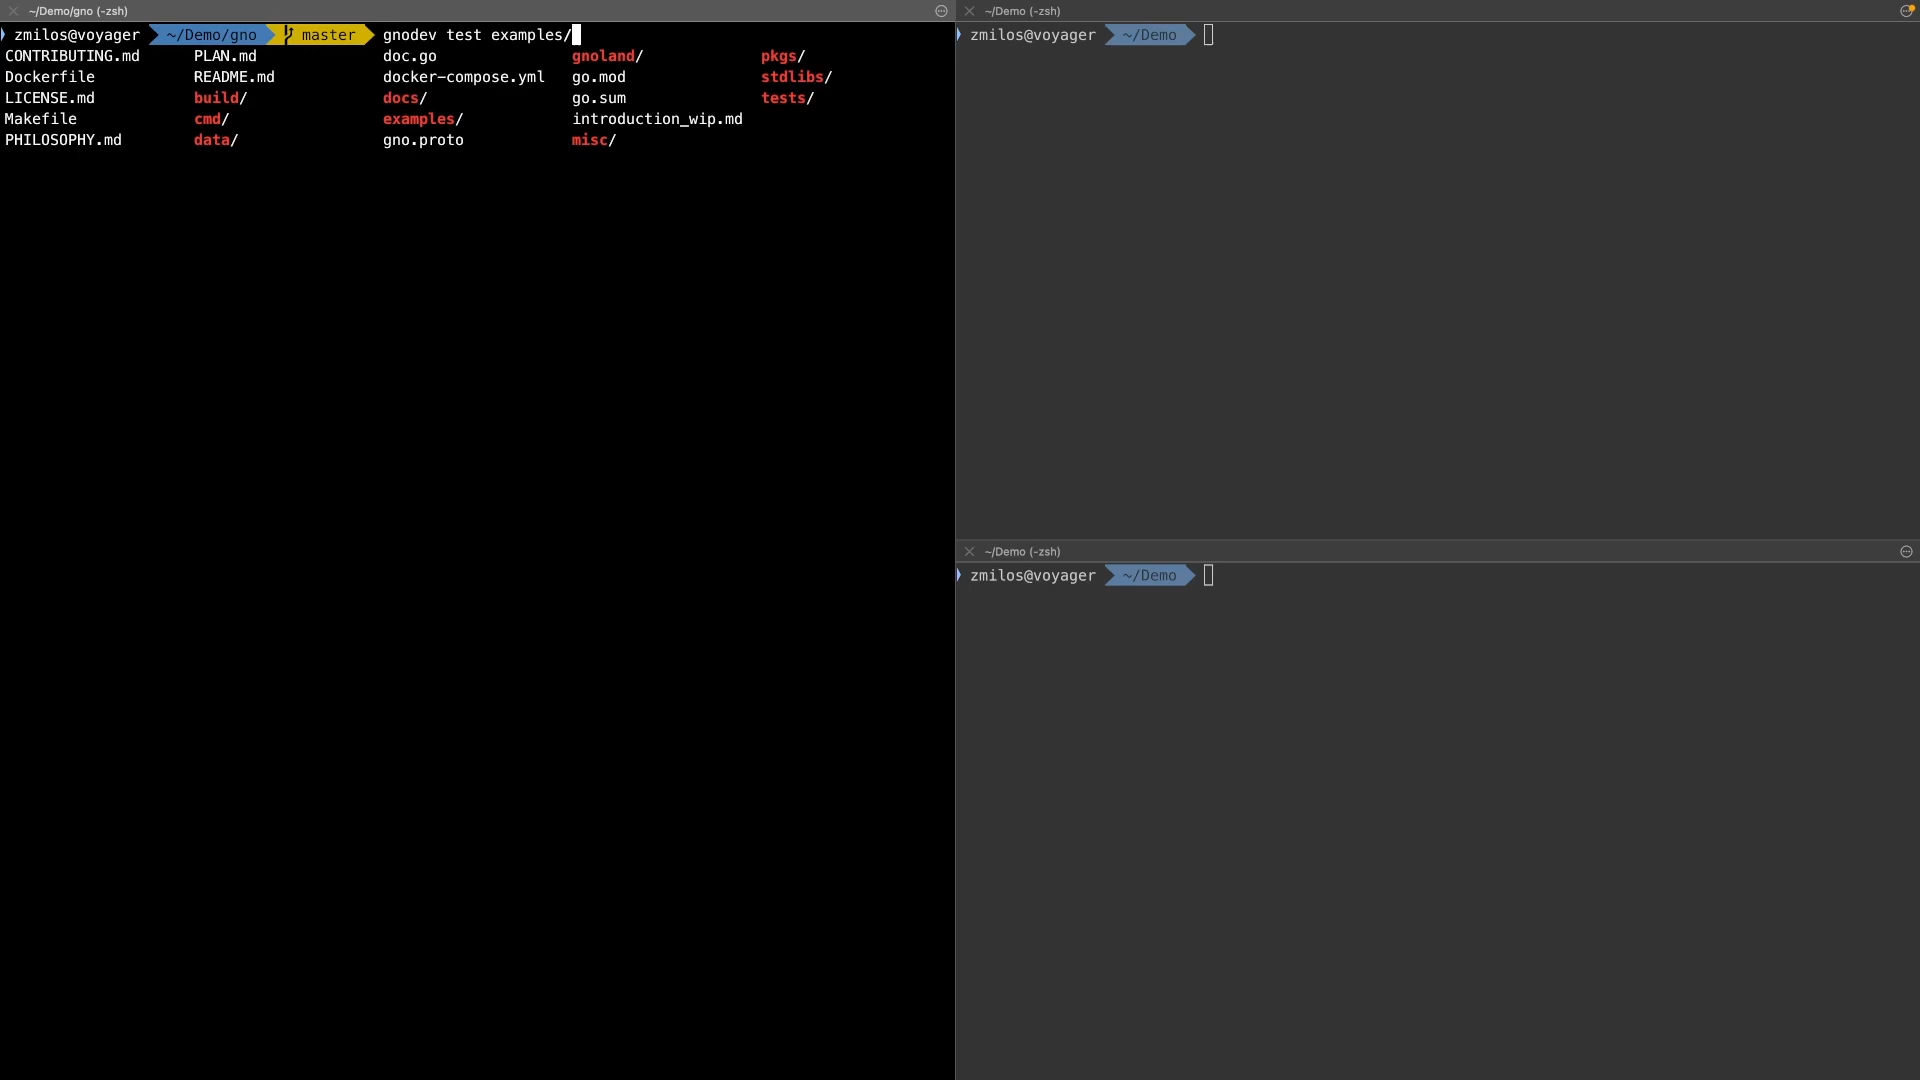 ~/Demo/gno (-zsh)
zmilos@voyager ~/Demo/gno master gnodev test examples/
CONTRIBUTING.md PLAN.md doc.go gnoland/ pkgs/
Dockerfile README.md docker-compose.yml go.mod stdlibs/
LICENSE.md build/ docs/ go.sum tests/
Makefile cmd/ examples/ introduction_wip.md
PHILOSOPHY.md data/ gno.proto misc/
~/Demo (-zsh)
zmilos@voyager ~/Demo
~/Demo (-zsh)
zmilos@voyager ~/Demo